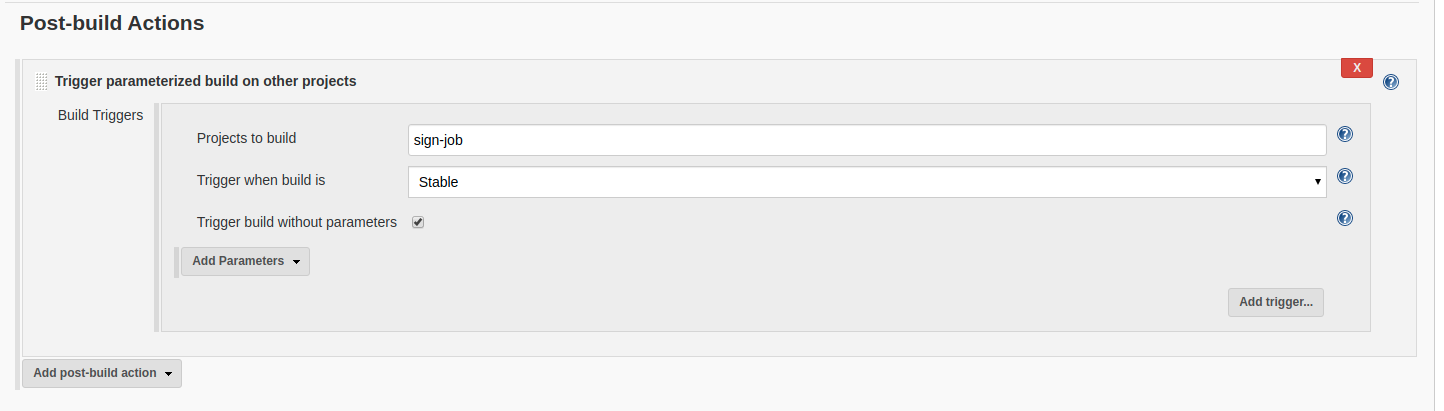 Post-build Actions
Trigger parameterized build on other projects
X
?
Build Triggers
Projects to build
sign-job
?
Trigger when build is
Stable
?
Trigger build without parameters
?
Add Parameters
Add trigger...
Add post-build action